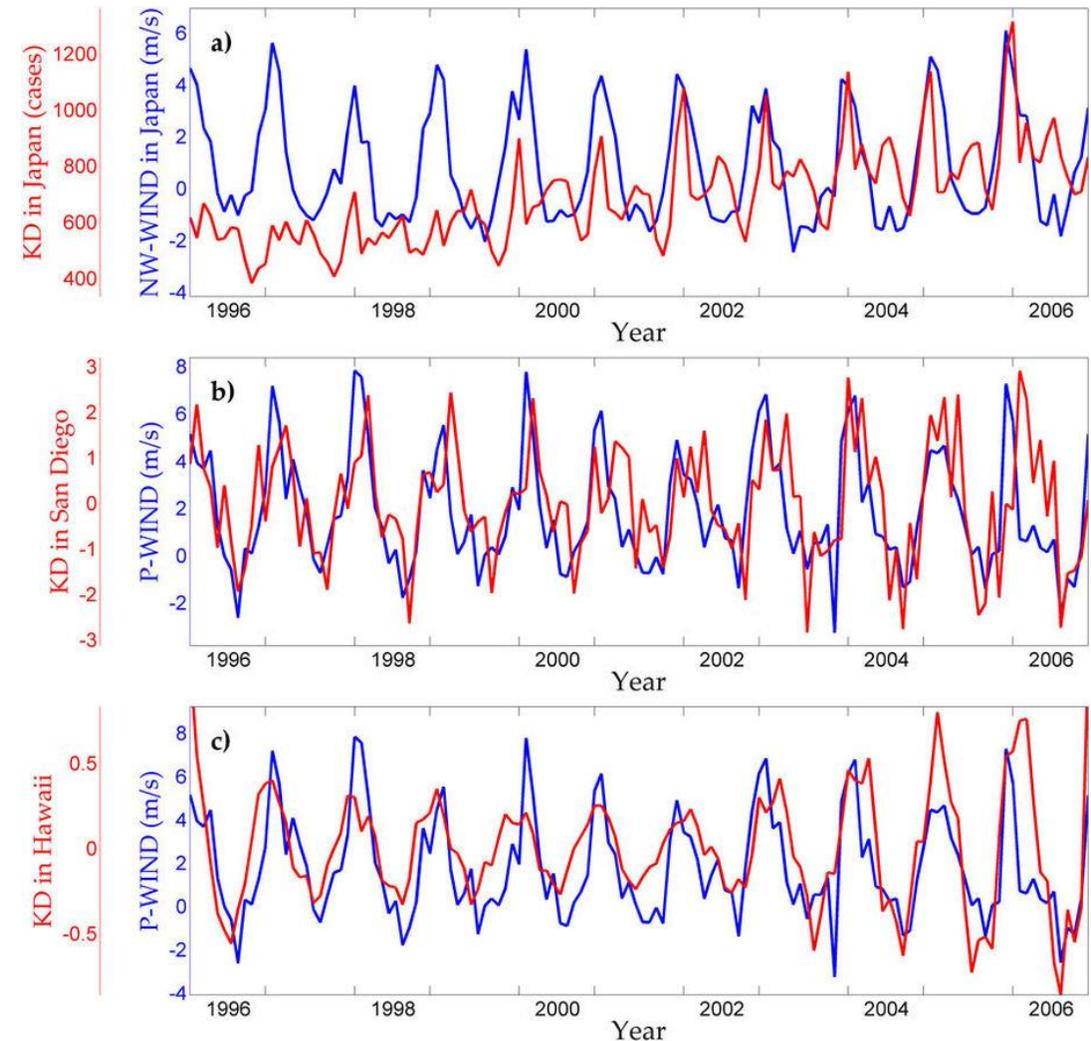 a)
KD in Japan (cases)
1200
1000
800
600
400
NW-WIND in Japan (m/s)
6
4
2
0
-2
-4
1996 1998 2000 2002 2004 2006
Year
b)
KD in San Diego
3
2
1
0
-1
-2
-3
P-WIND (m/s)
8
6
4
2
0
-2
1996 1998 2000 2002 2004 2006
Year
c)
KD in Hawaii
0.5
0
-0.5
P-WIND (m/s)
8
6
4
2
0
-2
-4
1996 1998 2000 2002 2004 2006
Year